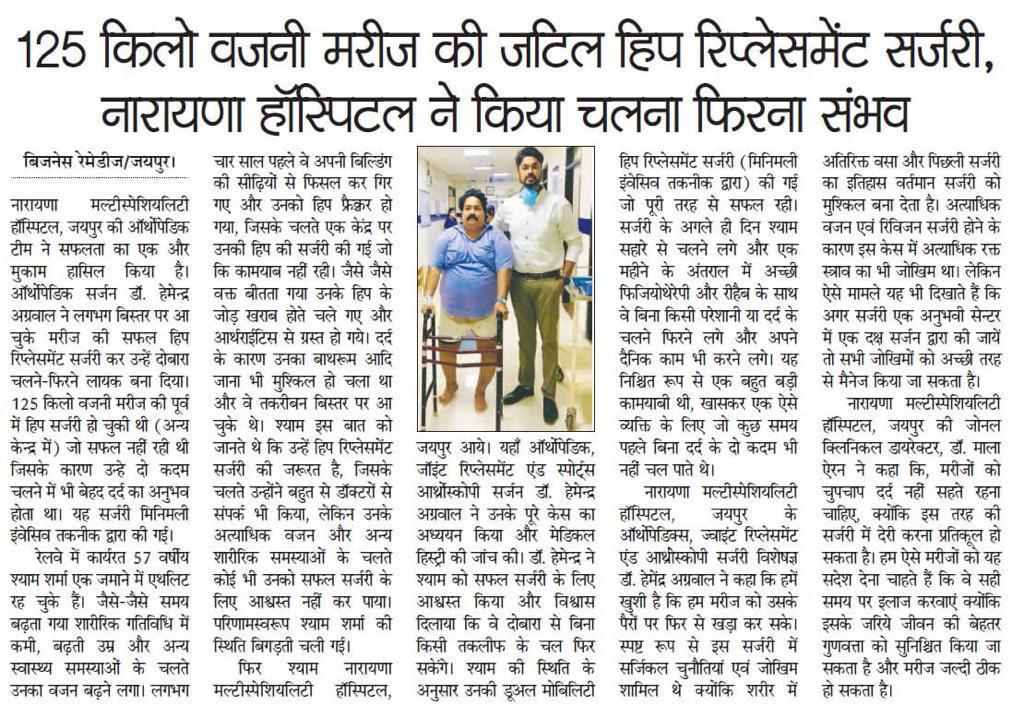 125 किलो वजनी मरीज की जटिल हिप रिप्लेसमेंट सर्जरी,
नारायणा हॉस्पिटल ने किया चलना फिरना संभव
बिजनेस रेमेडीज/जयपुर।
नारायणा मल्टीस्पेशियलिटी
हॉस्पिटल, जयपुर की ऑर्थोपेडिक
टीम ने सफलता का एक और
मुकाम हासिल किया है।
ऑर्थोपेडिक सर्जन डॉ. हेमेन्द्र
अग्रवाल ने लगभग बिस्तर पर आ
चुके मरीज की सफल हिप
रिप्लेसमेंट सर्जरी कर उन्हें दोबारा
चलने-फिरने लायक बना दिया।
125 किलो वजनी मरीज की पूर्व
में हिप सर्जरी हो चुकी थी (अन्य
केन्द्र में) जो सफल नहीं रही थी
जिसके कारण उन्हे दो कदम
चलने में भी बेहद दर्द का अनुभव
होता था। यह सर्जरी मिनिमली
इंवेसिव तकनीक द्वारा की गई।
रेलवे में कार्यरत 57 वर्षीय
श्याम शर्मा एक जमाने में एथलिट
रह चुके हैं। जैसे-जैसे समय
बढ़ता गया शारीरिक गतिविधि में
कमी, बढ़ती उम्र और अन्य
स्वास्थ्य समस्याओं के चलते
उनका वजन बढ़ने लगा। लगभग
चार साल पहले वे अपनी बिल्डिंग
की सीढ़ियों से फिसल कर गिर
गए और उनको हिप फ्रैक्चर हो
गया, जिसके चलते एक केंद्र पर
उनकी हिप की सर्जरी की गई जो
कि कामयाब नहीं रही। जैसे जैसे
वक्त बीतता गया उनके हिप के
जोड़ खराब होते चले गए और
आर्थराईटिस से ग्रस्त हो गये। दर्द
के कारण उनका बाथरूम आदि
जाना भी मुश्किल हो चला था
और वे तकरीबन बिस्तर पर आ
चुके थे। श्याम इस बात को
जानते थे कि उन्हें हिप रिप्लेसमेंट
सर्जरी की जरूरत है, जिसके
चलते उन्होंने बहुत से डॉक्टरों से
संपर्क भी किया, लेकिन उनके
अत्याधिक वजन और अन्य
शारीरिक समस्याओं के चलते
कोई भी उनको सफल सर्जरी के
लिए आश्वस्त नहीं कर पाया।
परिणामस्वरूप श्याम शर्मा की
स्थिति बिगड़ती चली गई।
फिर श्याम नारायणा
मल्टीस्पेशियलिटी हॉस्पिटल,
जयपुर आये। यहाँ ऑर्थोपेडिक,
जॉइंट रिप्लेसमेंट एंड स्पोर्ट्स
आर्थ्रोस्कोपी सर्जन डॉ. हेमेन्द्र
अग्रवाल ने उनके पूरे केस का
अध्ययन किया और मेडिकल
हिस्ट्री की जांच की। डॉ. हेमेन्द्र ने
श्याम को सफल सर्जरी के लिए
आश्वस्त किया और विश्वास
दिलाया कि वे दोबारा से बिना
किसी तकलीफ के चल फिर
सकेंगे। श्याम की स्थिति के
अनुसार उनकी डूअल मोबिलिटी
हिप रिप्लेसमेंट सर्जरी (मिनिमली
इंवेसिव तकनीक द्वारा) की गई
जो पूरी तरह से सफल रही।
सर्जरी के अगले ही दिन श्याम
सहारे से चलने लगे और एक
महीने के अंतराल में अच्छी
फिजियोथेरेपी और रीहैब के साथ
वे बिना किसी परेशानी या दर्द के
चलने फिरने लगे और अपने
दैनिक काम भी करने लगे। यह
निश्चित रूप से एक बहुत बड़ी
कामयाबी थी, खासकर एक ऐसे
व्यक्ति के लिए जो कुछ समय
पहले बिना दर्द के दो कदम भी
नहीं चल पाते थे।
नारायणा मल्टीस्पेशियलिटी
हॉस्पिटल, जयपुर के
ऑर्थोपेडिक्स, ज्वाइंट रिप्लेसमेंट
एंड आर्थ्रोस्कोपी सर्जरी विशेषज्ञ
डॉ. हेमेंद्र अग्रवाल ने कहा कि हमें
खुशी है कि हम मरीज को उसके
पैरों पर फिर से खड़ा कर सके।
स्पष्ट रूप से इस सर्जरी में
सर्जिकल चुनौतियां एवं जोखिम
शामिल थे क्योंकि शरीर में
अतिरिक्त वसा और पिछली सर्जरी
का इतिहास वर्तमान सर्जरी को
मुश्किल बना देता है। अत्याधिक
वजन एवं रिविजन सर्जरी होने के
कारण इस केस में अत्याधिक रक्त
स्त्राव का भी जोखिम था। लेकिन
ऐसे मामले यह भी दिखाते हैं कि
अगर सर्जरी एक अनुभवी सेन्टर
में एक दक्ष सर्जन द्वारा की जायें
तो सभी जोखिमों को अच्छी तरह
से मैनेज किया जा सकता है।
नारायणा मल्टीस्पेशियलिटी
हॉस्पिटल, जयपुर की जोनल
क्लिनिकल डायरेक्टर, डॉ. माला
ऐरन ने कहा कि, मरीजों को
चुपचाप दर्द नहीं सहते रहना
चाहिए, क्योंकि इस तरह की
सर्जरी में देरी करना प्रतिकूल हो
सकता है। हम ऐसे मरीजों को यह
सदेश देना चाहते हैं कि वे सही
समय पर इलाज करवाएं क्योंकि
इसके जरिये जीवन की बेहतर
गुणवत्ता को सुनिश्चित किया जा
सकता है और मरीज जल्दी ठीक
हो सकता है।